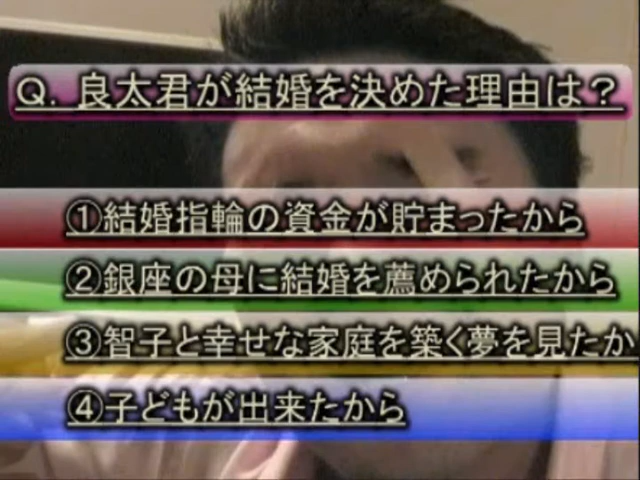 Q. 良太君が結婚を決めた理由は？
①結婚指輪の資金が貯まったから
②銀座の母に結婚を薦められたから
③智子と幸せな家庭を築く夢を見たか
④子どもが出来たから